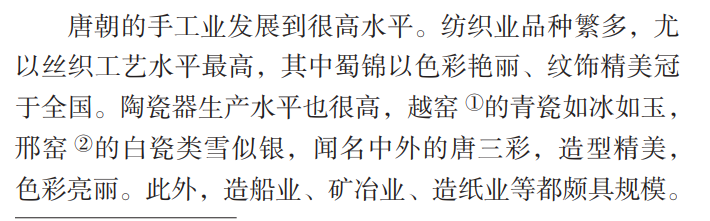 唐朝的手工业发展到很高水平。纺织业品种繁多，尤
以丝织工艺水平最高，其中蜀锦以色彩艳丽、纹饰精美冠
于全国。陶瓷器生产水平也很高，越窑①的青瓷如冰如玉，
邢窑②的白瓷类雪似银，闻名中外的唐三彩，造型精美，
色彩亮丽。此外，造船业、矿冶业、造纸业等都颇具规模。